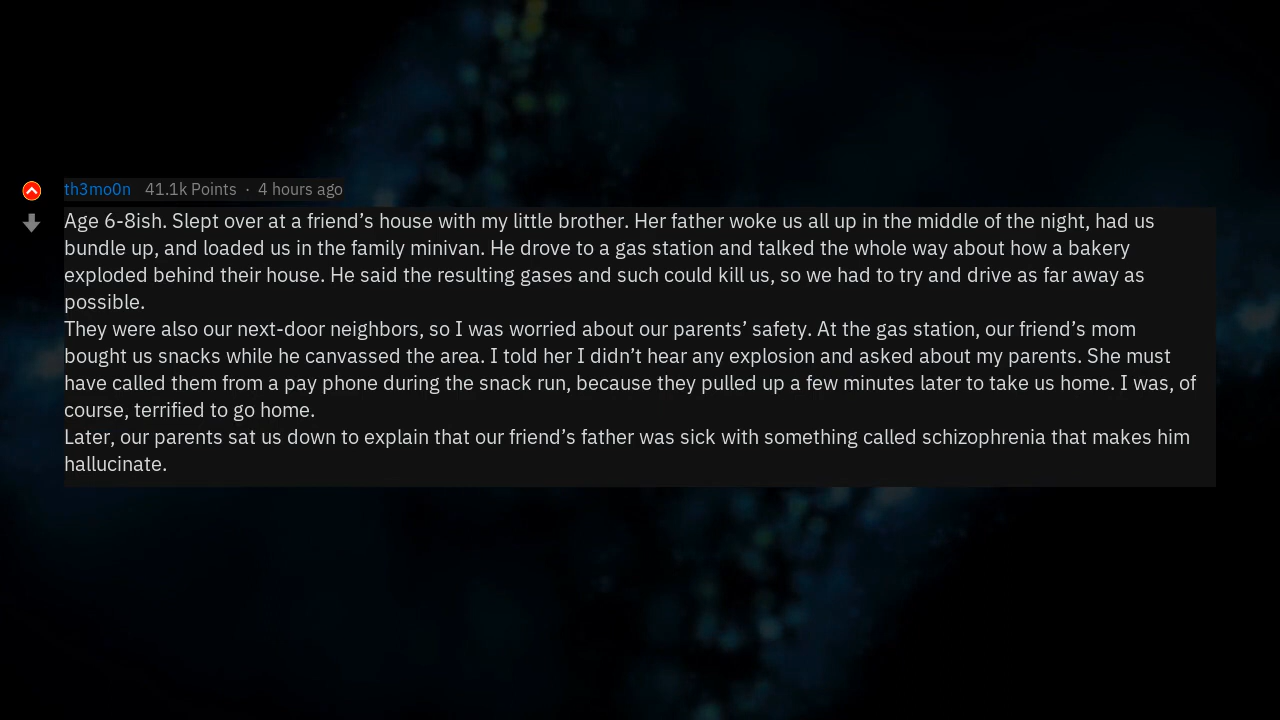 th3mo0n 41.1k Points · 4 hours ago
Age 6-8ish. Slept over at a friend’s house with my little brother. Her father woke us all up in the middle of the night, had us
bundle up, and loaded us in the family minivan. He drove to a gas station and talked the whole way about how a bakery
exploded behind their house. He said the resulting gases and such could kill us, so we had to try and drive as far away as
possible.
They were also our next-door neighbors, so I was worried about our parents’ safety. At the gas station, our friend’s mom
bought us snacks while he canvassed the area. I told her I didn’t hear any explosion and asked about my parents. She must
have called them from a pay phone during the snack run, because they pulled up a few minutes later to take us home. I was, of
course, terrified to go home.
Later, our parents sat us down to explain that our friend’s father was sick with something called schizophrenia that makes him
hallucinate.